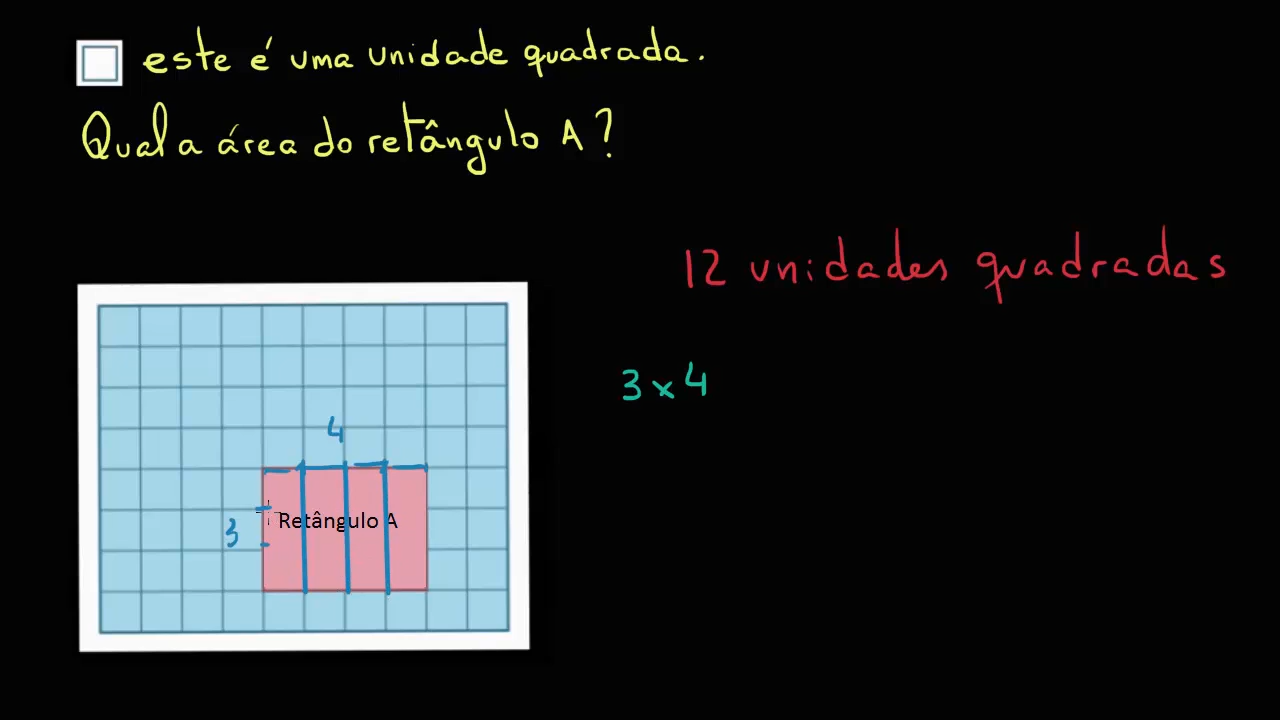 este é uma unidade quadrada.
Qual a área do retângulo A?
12 unidades quadradas
3 x 4
4
Retângulo A
3